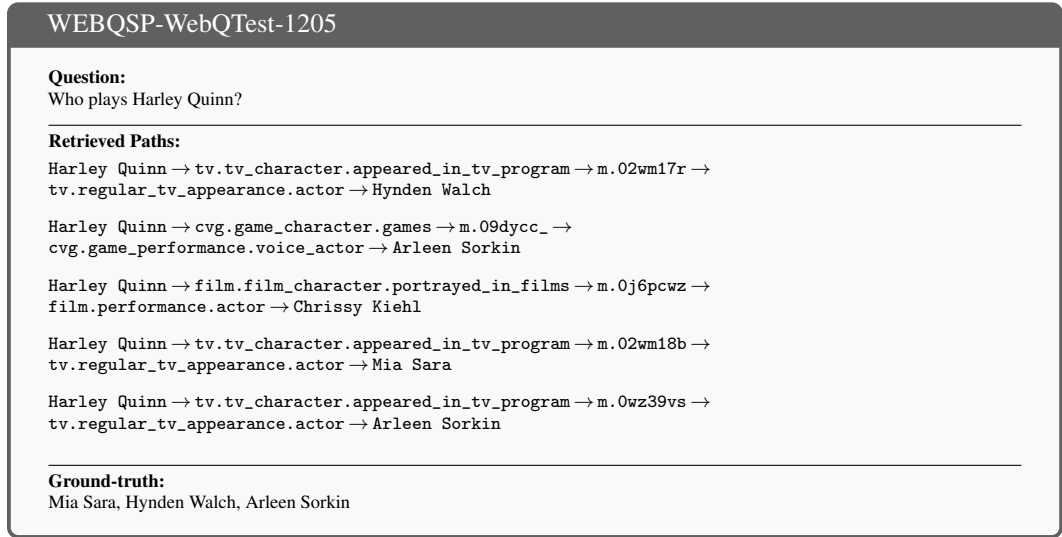 WEBQSP-WebQTest-1205
Question:
Who plays Harley Quinn?
Retrieved Paths:
Harley Quinn → tv.tv_character.appeared_in_tv_program → m.02wm17r →
tv.regular_tv_appearance.actor → Hynden Walch
Harley Quinn → cvg.game_character.games → m.09dycc_ →
cvg.game_performance.voice_actor → Arleen Sorkin
Harley Quinn → film.film_character.portrayed_in_films → m.0j6pcwz →
film.performance.actor → Chrissy Kiehl
Harley Quinn → tv.tv_character.appeared_in_tv_program → m.02wm18b →
tv.regular_tv_appearance.actor → Mia Sara
Harley Quinn → tv.tv_character.appeared_in_tv_program → m.0wz39vs →
tv.regular_tv_appearance.actor → Arleen Sorkin
Ground-truth:
Mia Sara, Hynden Walch, Arleen Sorkin